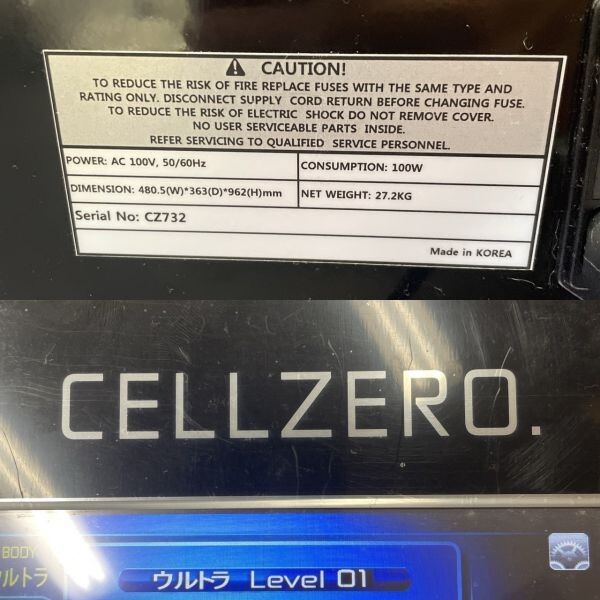 CAUTION!
TO REDUCE THE RISK OF FIRE REPLACE FUSES WITH THE SAME TYPE AND
RATING ONLY. DISCONNECT SUPPLY CORD RETURN BEFORE CHANGING FUSE.
TO REDUCE THE RISK OF ELECTRIC SHOCK DO NOT REMOVE COVER.
NO USER SERVICEABLE PARTS INSIDE.
REFER SERVICING TO QUALIFIED SERVICE PERSONNEL.
POWER: AC 100V, 50/60Hz
CONSUMPTION: 100W
DIMENSION: 480.5(W)*363(D)*962(H)mm
NET WEIGHT: 27.2KG
Serial No: CZ732
Made in KOREA
CELLZERO.
BODY
ルトラ
ウルトラ Level 01